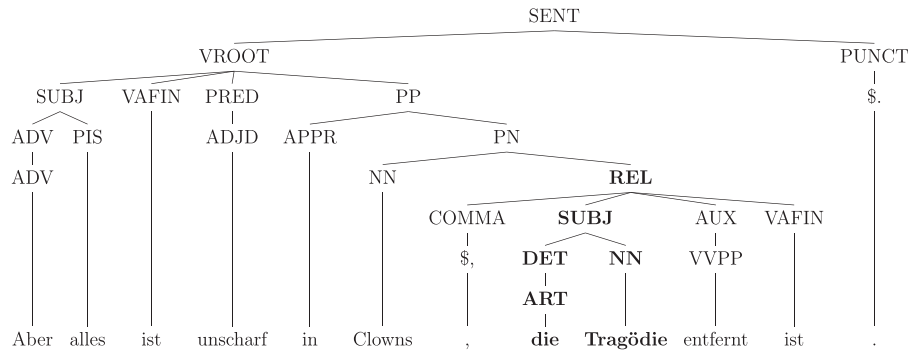 SENT
VROOT PUNCT
SUBJ VAFIN PRED PP $.
ADV PIS ADJD APPR PN
ADV NN REL
COMMA SUBJ AUX VAFIN
$, DET NN VVPP
ART
Aber alles ist unscharf in Clowns , die Tragödie entfernt ist .